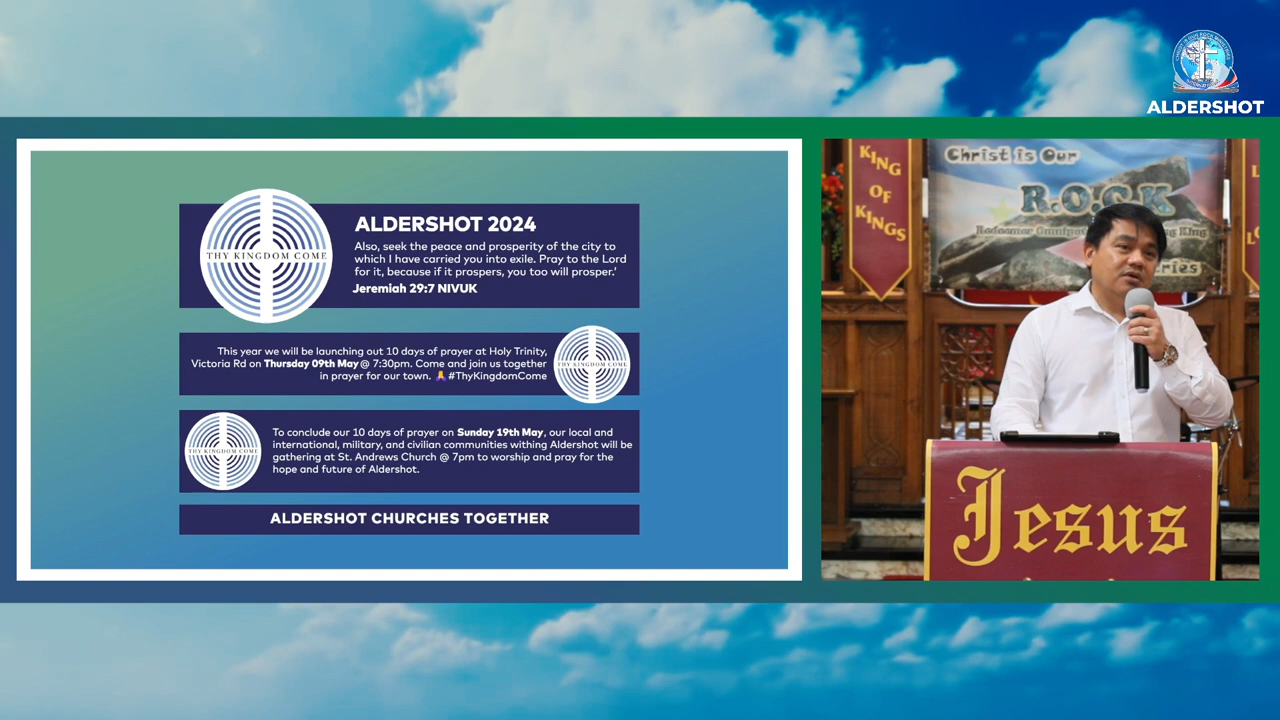 ALDERSHOT
THY KINGDOM COME
ALDERSHOT 2024
Also, seek the peace and prosperity of the city to
which I have carried you into exile. Pray to the Lord
for it, because if it prospers, you too will prosper.'
Jeremiah 29:7 NIVUK
This year we will be launching out 10 days of prayer at Holy Trinity,
Victoria Rd on Thursday 09th May @ 7:30pm. Come and join us together
in prayer for our town. 🙏 #ThyKingdomCome
THY KINGDOM COME
THY KINGDOM COME
To conclude our 10 days of prayer on Sunday 19th May, our local and
international, military, and civilian communities withing Aldershot will be
gathering at St. Andrews Church @ 7pm to worship and pray for the
hope and future of Aldershot.
ALDERSHOT CHURCHES TOGETHER
KING
OF
KINGS
Christ is Our
R.O.C.K
Redeemer
King
ries
Jesus